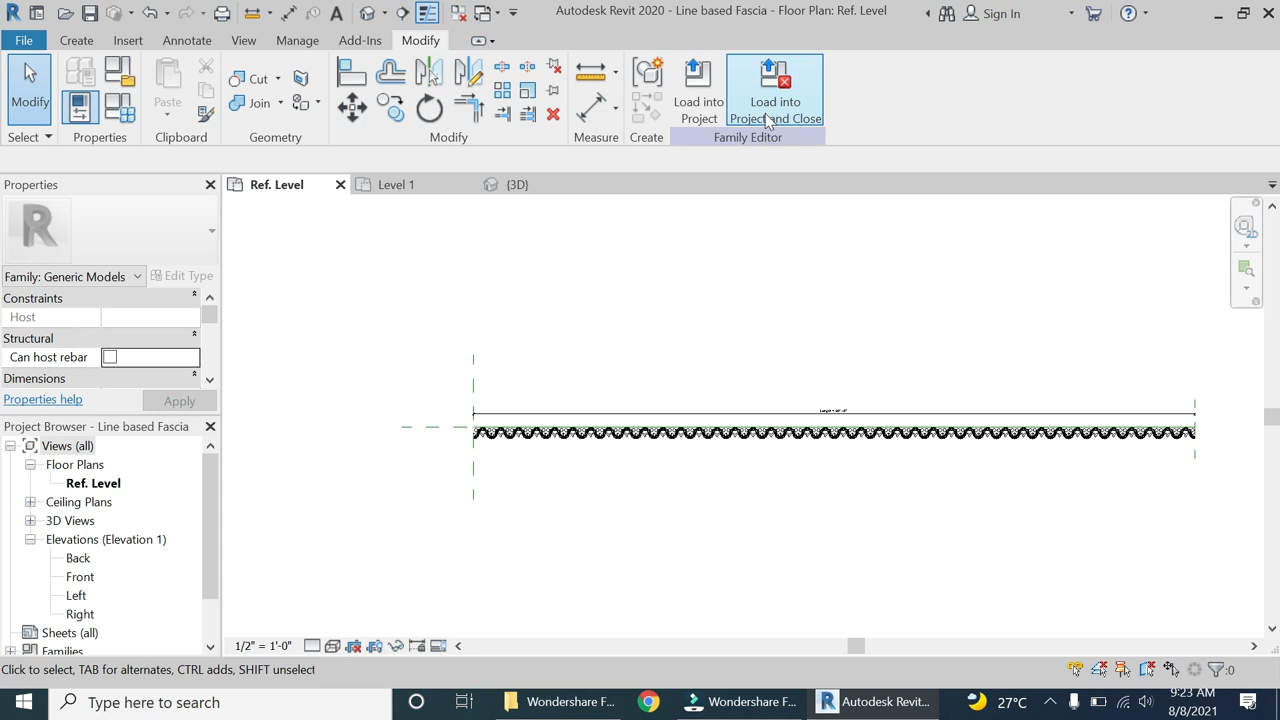 Autodesk Revit 2020 - Line based Fascia - Floor Plan: Ref. Level
Sign In
File Create Insert Annotate View Manage Add-Ins Modify
Modify
Paste
Cut
Join
Load into Project
Load into Project and Close
Select Properties Clipboard Geometry Modify Measure Create Family Editor
Properties
Ref. Level Level 1 {3D}
R
Family: Generic Models Edit Type
Constraints
Host
Structural
Can host rebar
Dimensions
Properties help Apply
Project Browser - Line based Fascia
Views (all)
Floor Plans
Ref. Level
Ceiling Plans
3D Views
Elevations (Elevation 1)
Back
Front
Left
Right
Sheets (all)
Families
2D
1/2" = 1'-0"
Click to select, TAB for alternates, CTRL adds, SHIFT unselect
:0
Type here to search
Wondershare F...
Wondershare F...
Autodesk Revit...
27°C
9:23 AM
8/8/2021